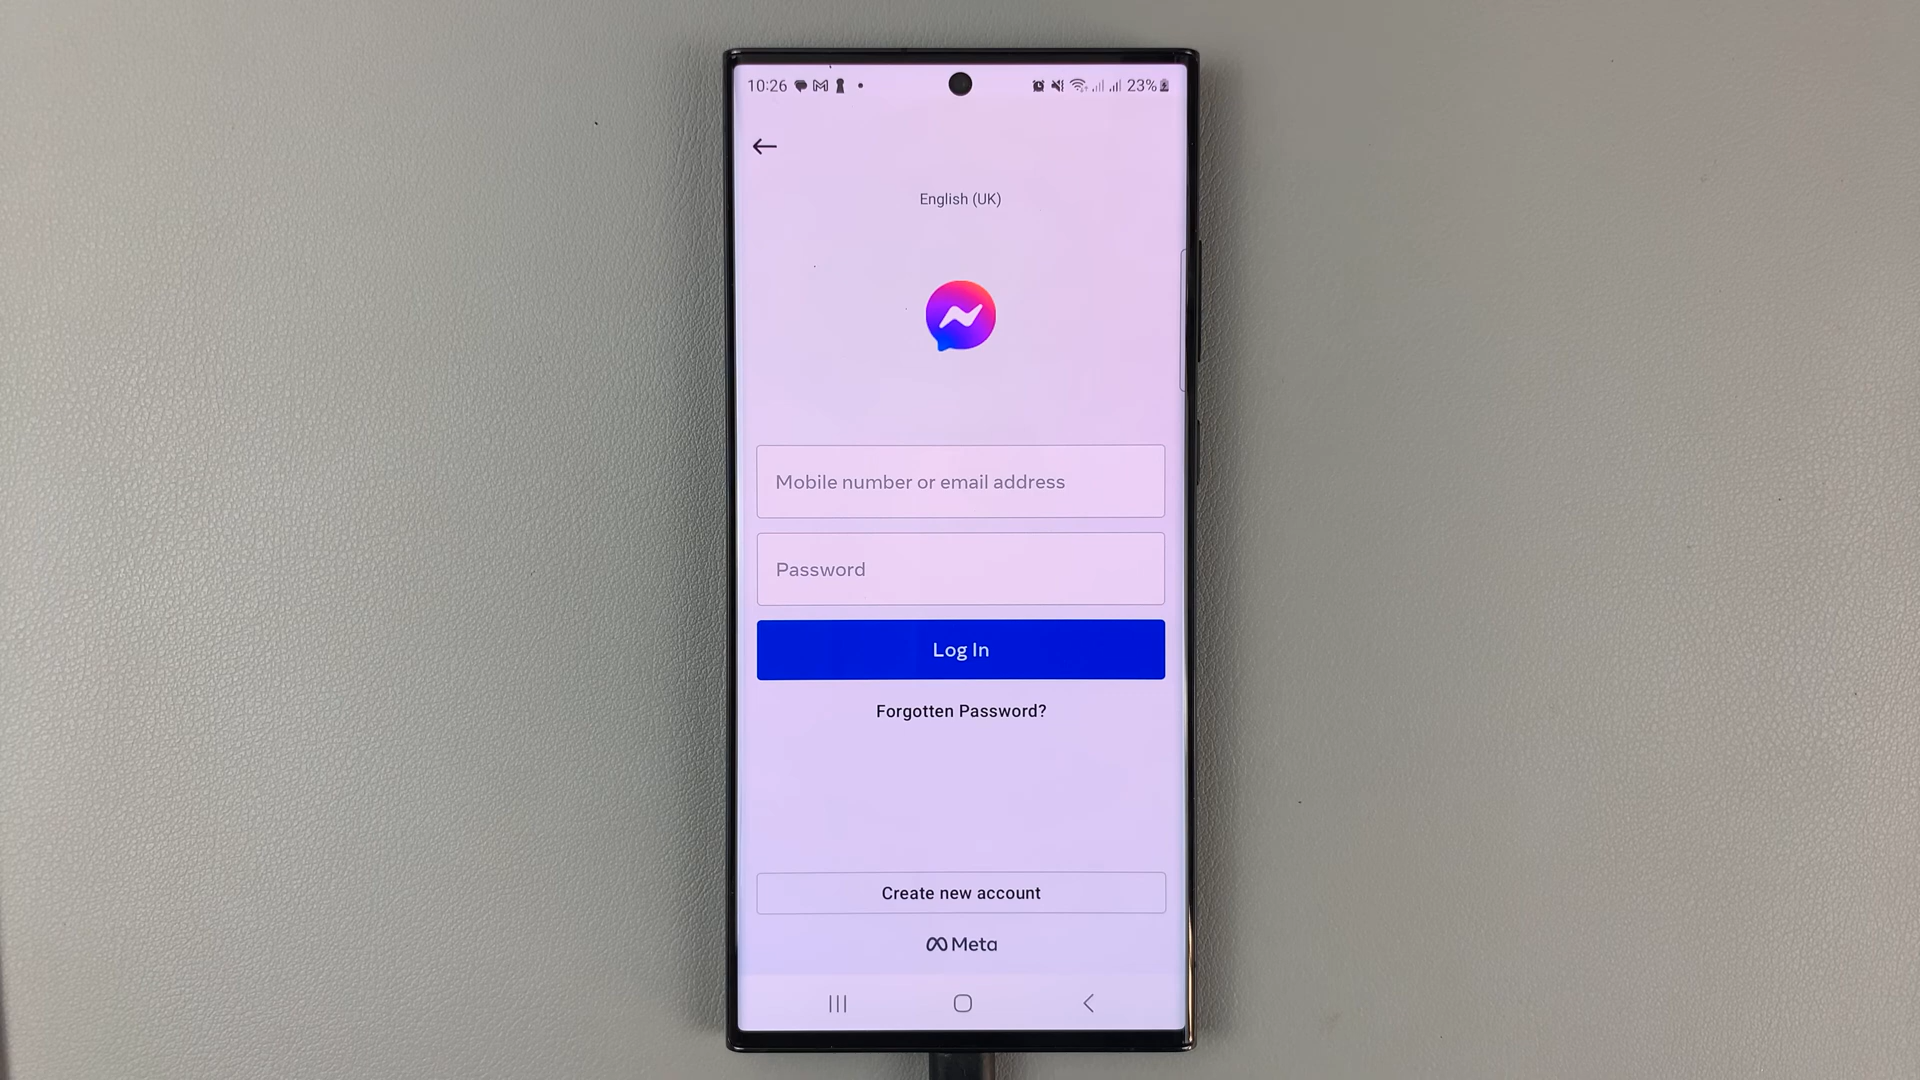 10:26 23%
English (UK)
Mobile number or email address
Password
Log In
Forgotten Password?
Create new account
Meta